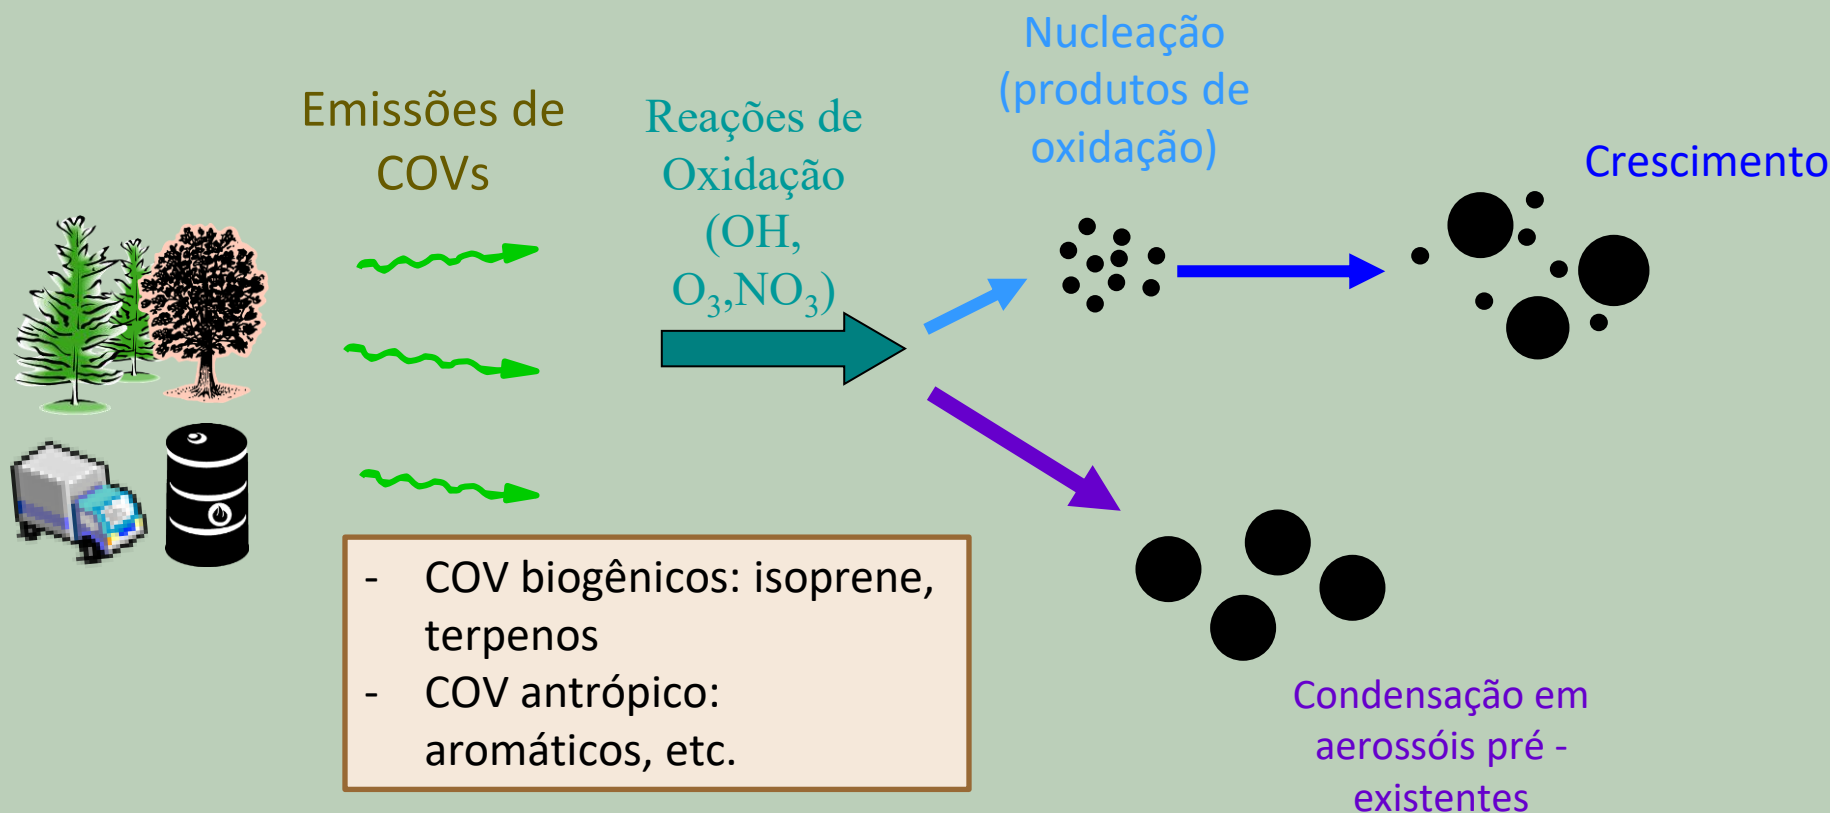 Emissões de
COVs
Reações de
Oxidação
(OH,
O₃,NO₃)
Nucleação
(produtos de
oxidação)
Crescimento
- COV biogênicos: isoprene,
terpenos
- COV antrópico:
aromáticos, etc.
Condensação em
aerossóis pré -
existentes